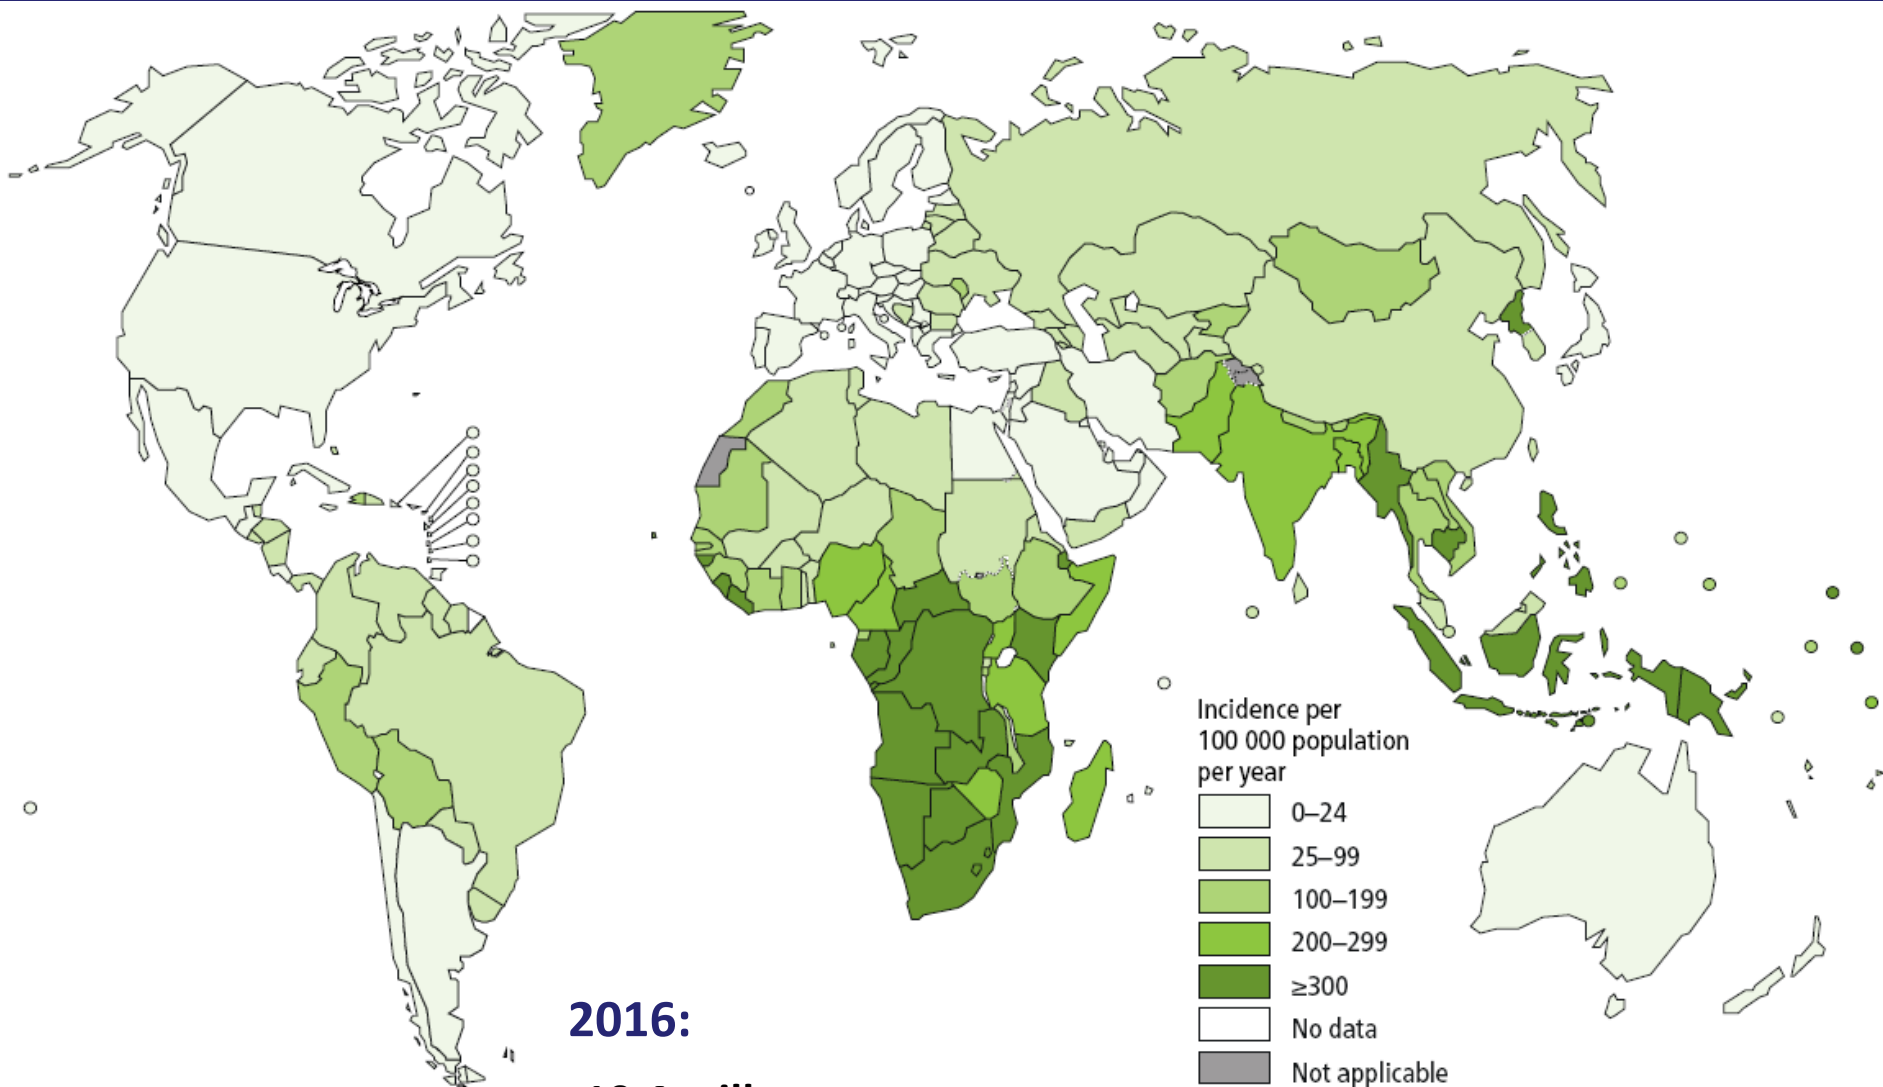 Incidence per
100 000 population
per year
0–24
25–99
100–199
200–299
≥300
No data
Not applicable
2016: